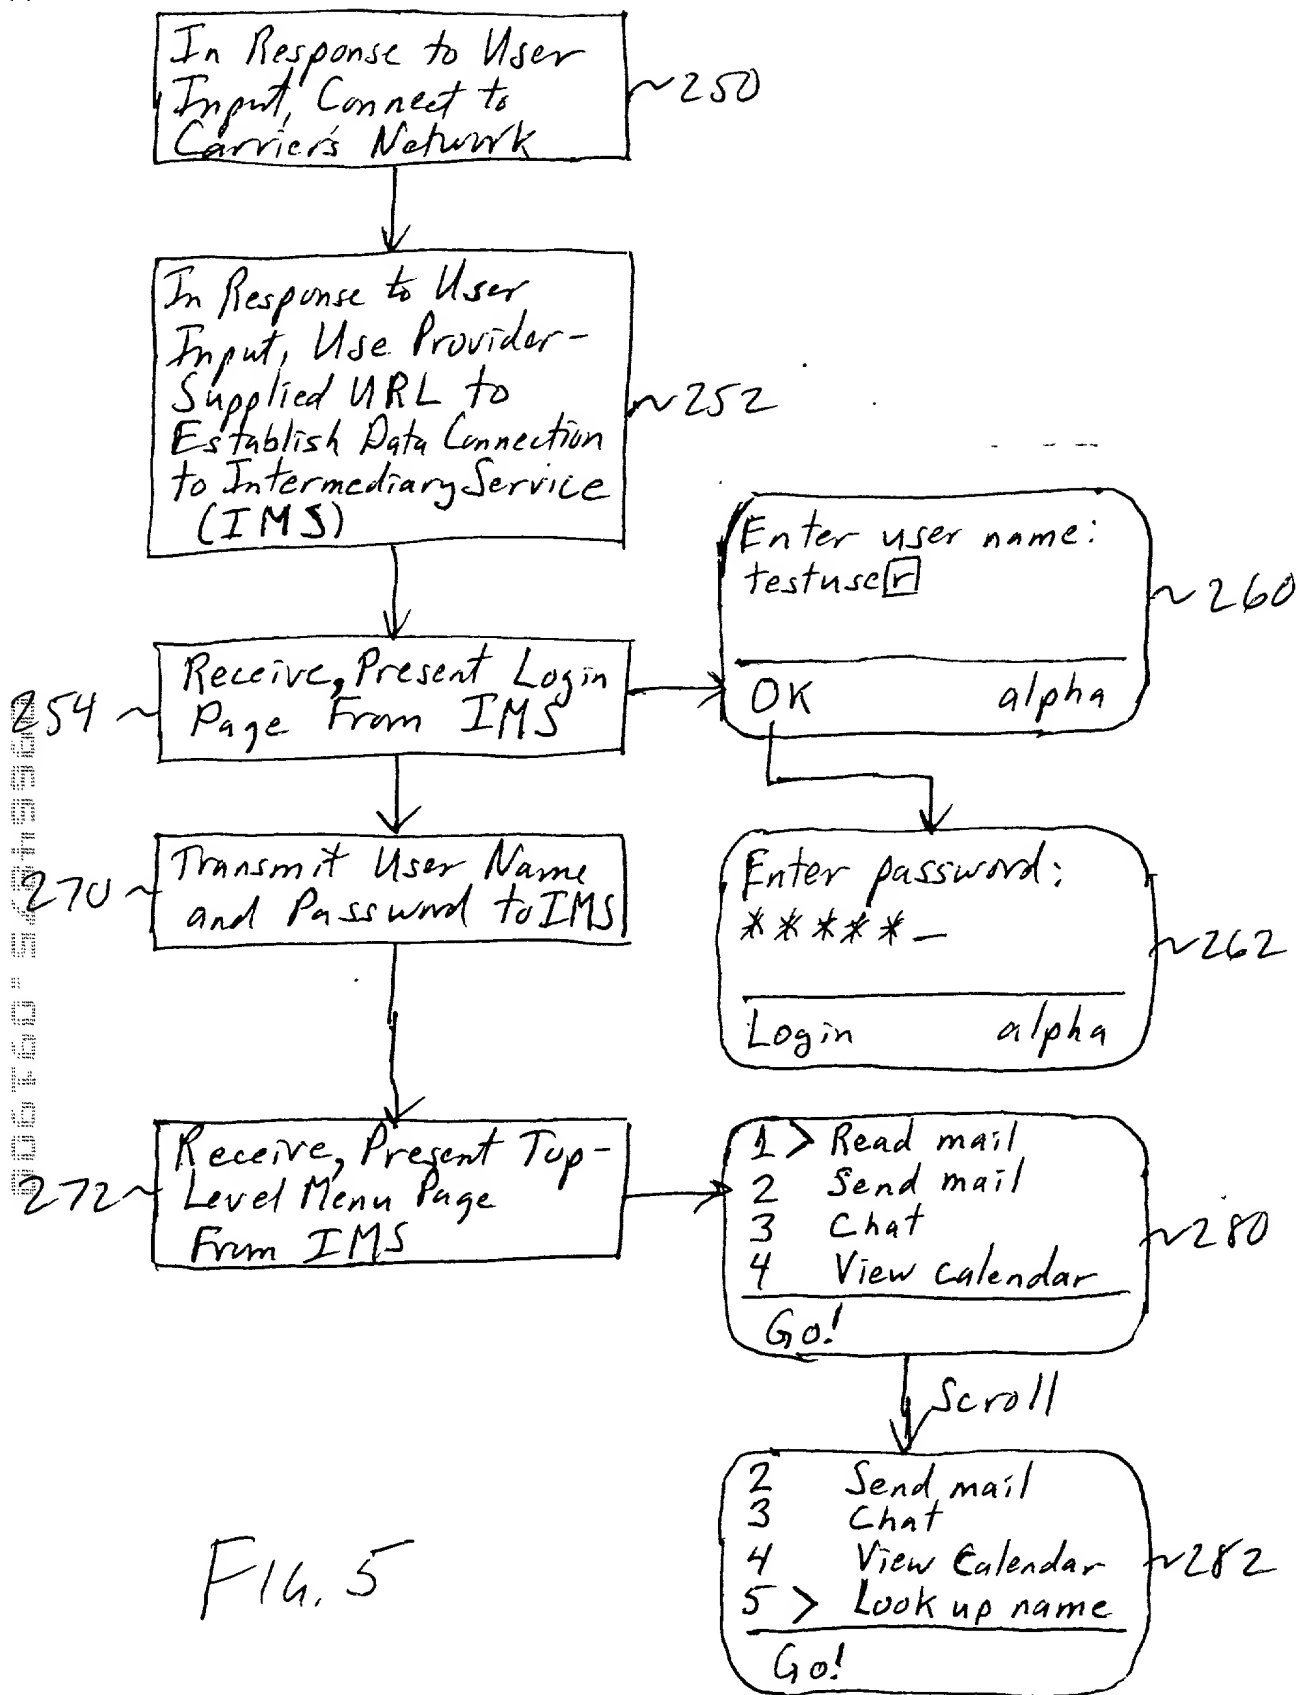 In Response to User
Input, Connect to
Carrier's Network
~250
In Response to User
Input, Use Provider-
Supplied URL to
Establish Data Connection
to Intermediary Service
(IMS)
~252
Receive, Present Login
Page From IMS
254~
Enter user name:
testuser
OK alpha
~260
Transmit User Name
and Password to IMS
270~
Enter password:
*****_
Login alpha
~262
Receive, Present Top-
Level Menu Page
From IMS
272~
1 > Read mail
2 Send mail
3 Chat
4 View calendar
Go!
~280
Scroll
2 Send mail
3 Chat
4 View Calendar
5 > Look up name
Go!
~282
FIG. 5